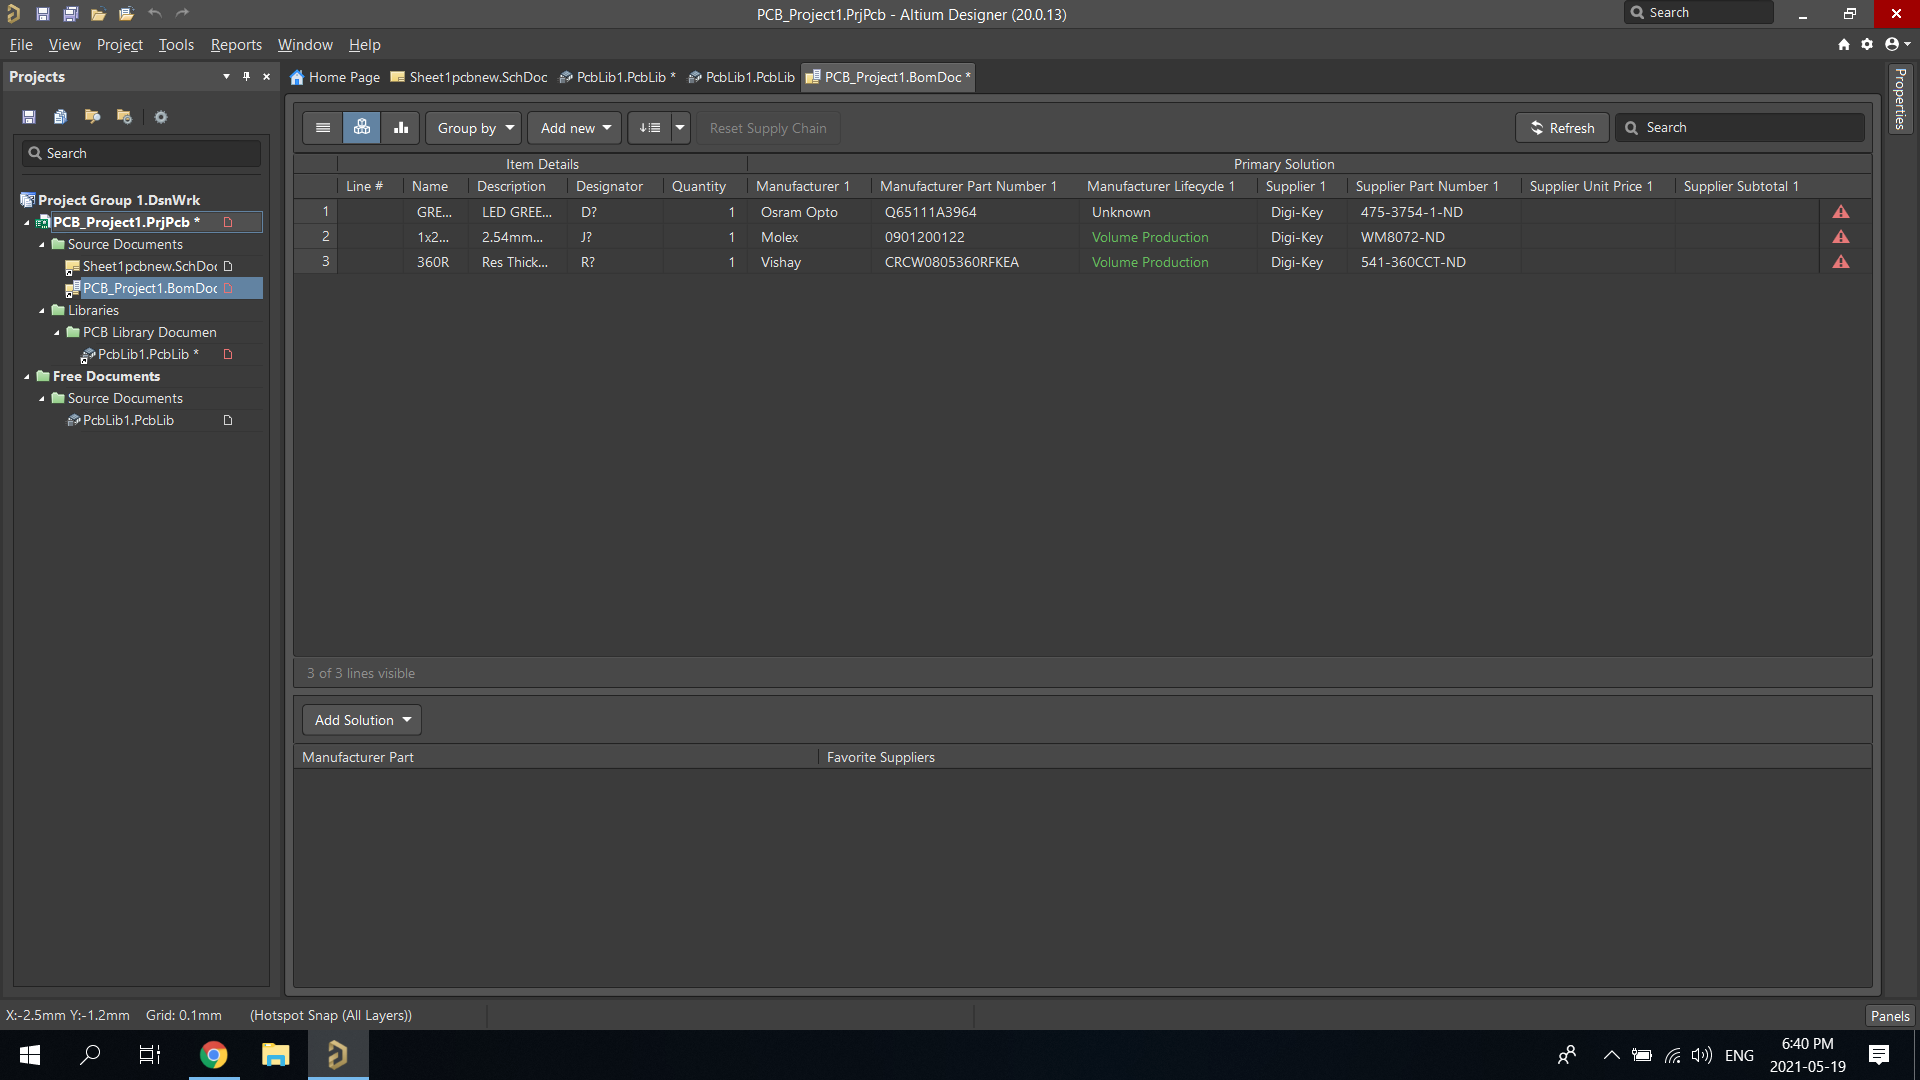 PCB_Project1.PrjPcb - Altium Designer (20.0.13)
Search
File View Project Tools Reports Window Help
Projects
Home Page Sheet1pcbnew.SchDoc PcbLib1.PcbLib * PcbLib1.PcbLib PCB_Project1.BomDoc *
Properties
Group by Add new Reset Supply Chain Refresh Search
Search
Project Group 1.DsnWrk
PCB_Project1.PrjPcb *
Source Documents
Sheet1pcbnew.SchDoc
PCB_Project1.BomDoc
Libraries
PCB Library Documen
PcbLib1.PcbLib *
Free Documents
Source Documents
PcbLib1.PcbLib
Item Details Primary Solution
Line # Name Description Designator Quantity Manufacturer 1 Manufacturer Part Number 1 Manufacturer Lifecycle 1 Supplier 1 Supplier Part Number 1 Supplier Unit Price 1 Supplier Subtotal 1
1 GRE... LED GREE... D? 1 Osram Opto Q65111A3964 Unknown Digi-Key 475-3754-1-ND
2 1x2... 2.54mm... J? 1 Molex 0901200122 Volume Production Digi-Key WM8072-ND
3 360R Res Thick... R? 1 Vishay CRCW0805360RFKEA Volume Production Digi-Key 541-360CCT-ND
3 of 3 lines visible
Add Solution
Manufacturer Part Favorite Suppliers
X:-2.5mm Y:-1.2mm Grid: 0.1mm (Hotspot Snap (All Layers))
Panels
ENG
6:40 PM
2021-05-19